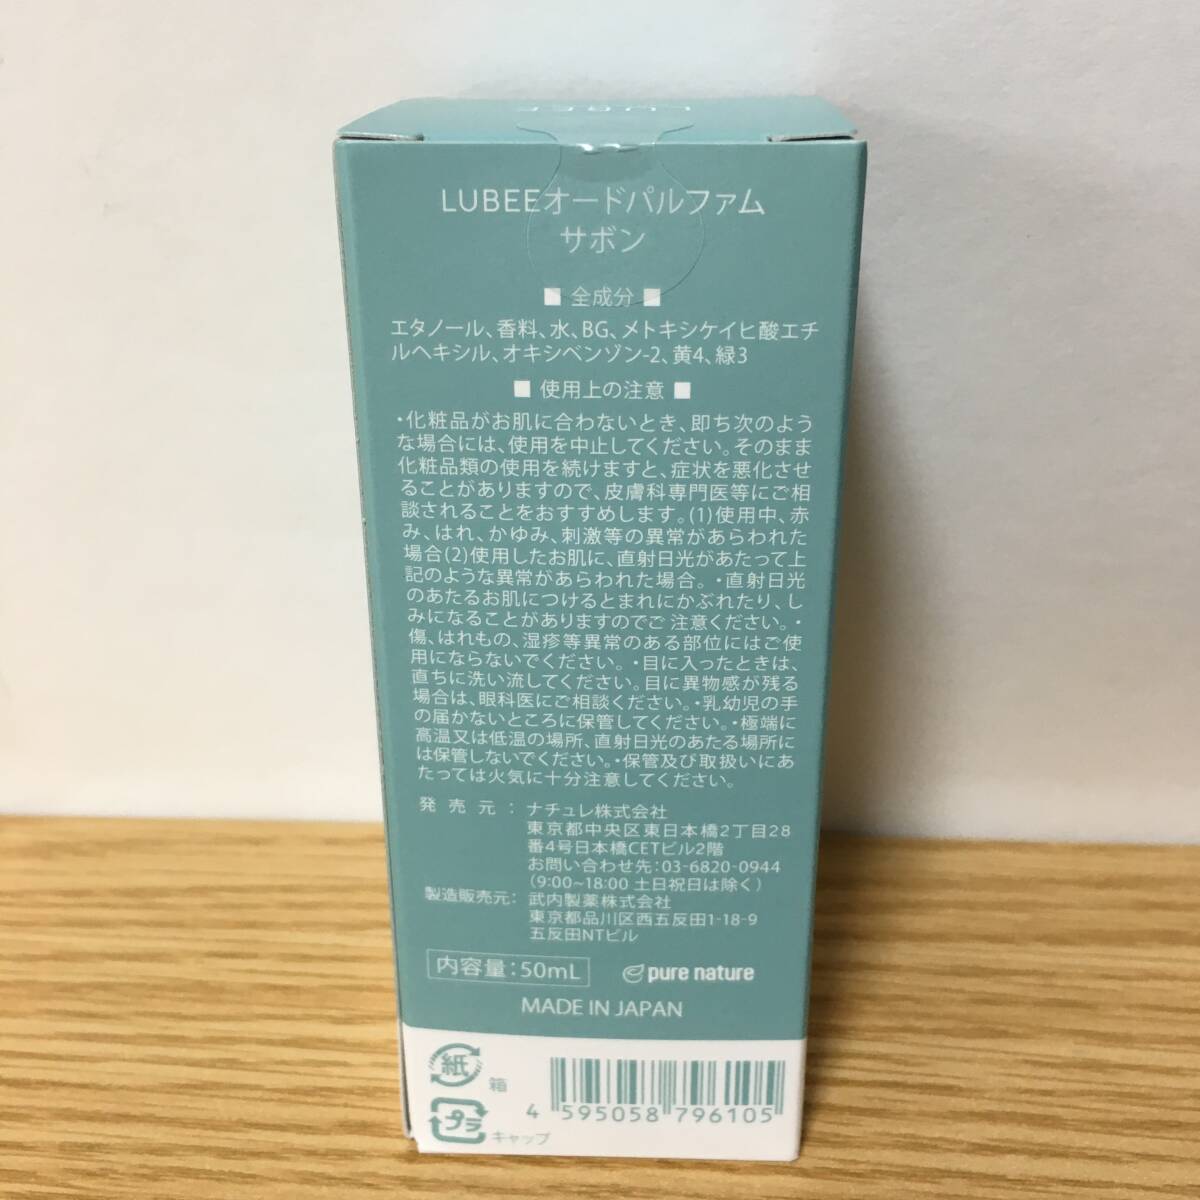 LUBEE
LUBEEオードパルファム
サボン
■ 全成分 ■
エタノール、香料、水、BG、メトキシケイヒ酸エチ
ルヘキシル、オキシベンゾン-2、黄4、緑3
■ 使用上の注意 ■
・化粧品がお肌に合わないとき、即ち次のよう
な場合には、使用を中止してください。そのまま
化粧品類の使用を続けますと、症状を悪化させ
ることがありますので、皮膚科専門医等にご相
談されることをおすすめします。(1)使用中、赤
み、はれ、かゆみ、刺激等の異常があらわれた
場合(2)使用したお肌に、直射日光があたって上
記のような異常があらわれた場合。・直射日光
のあたるお肌につけるとまれにかぶれたり、し
みになることがありますのでご 注意ください。・
傷、はれもの、湿疹等異常のある部位にはご使
用にならないでください。・目に入ったときは、
直ちに洗い流してください。目に異物感が残る
場合は、眼科医にご相談ください。・乳幼児の手
の届かないところに保管してください。・極端に
高温又は低温の場所、直射日光のあたる場所に
は保管しないでください。・保管及び取扱いにあ
たっては火気に十分注意してください。
発売元：ナチュレ株式会社
東京都中央区東日本橋2丁目28
番4号日本橋CETビル2階
お問い合わせ先：03-6820-0944
(9:00~18:00 土日祝日は除く)
製造販売元：武内製薬株式会社
東京都品川区西五反田1-18-9
五反田NTビル
内容量：50mL
pure nature
MADE IN JAPAN
紙 箱
プラ キャップ
4 595058 796105